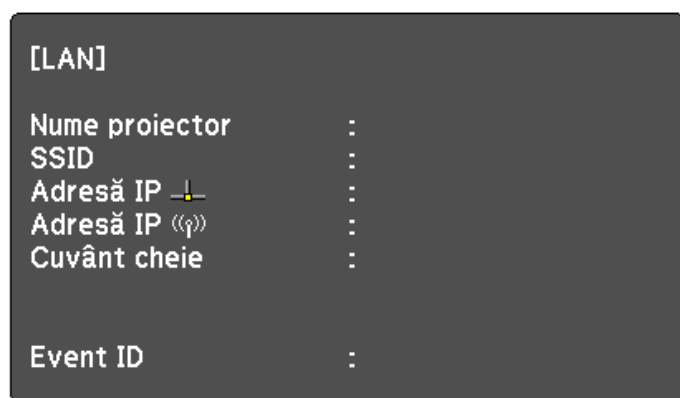 [LAN]
Nume proiector :
SSID :
Adresă IP :
Adresă IP :
Cuvânt cheie :
Event ID :